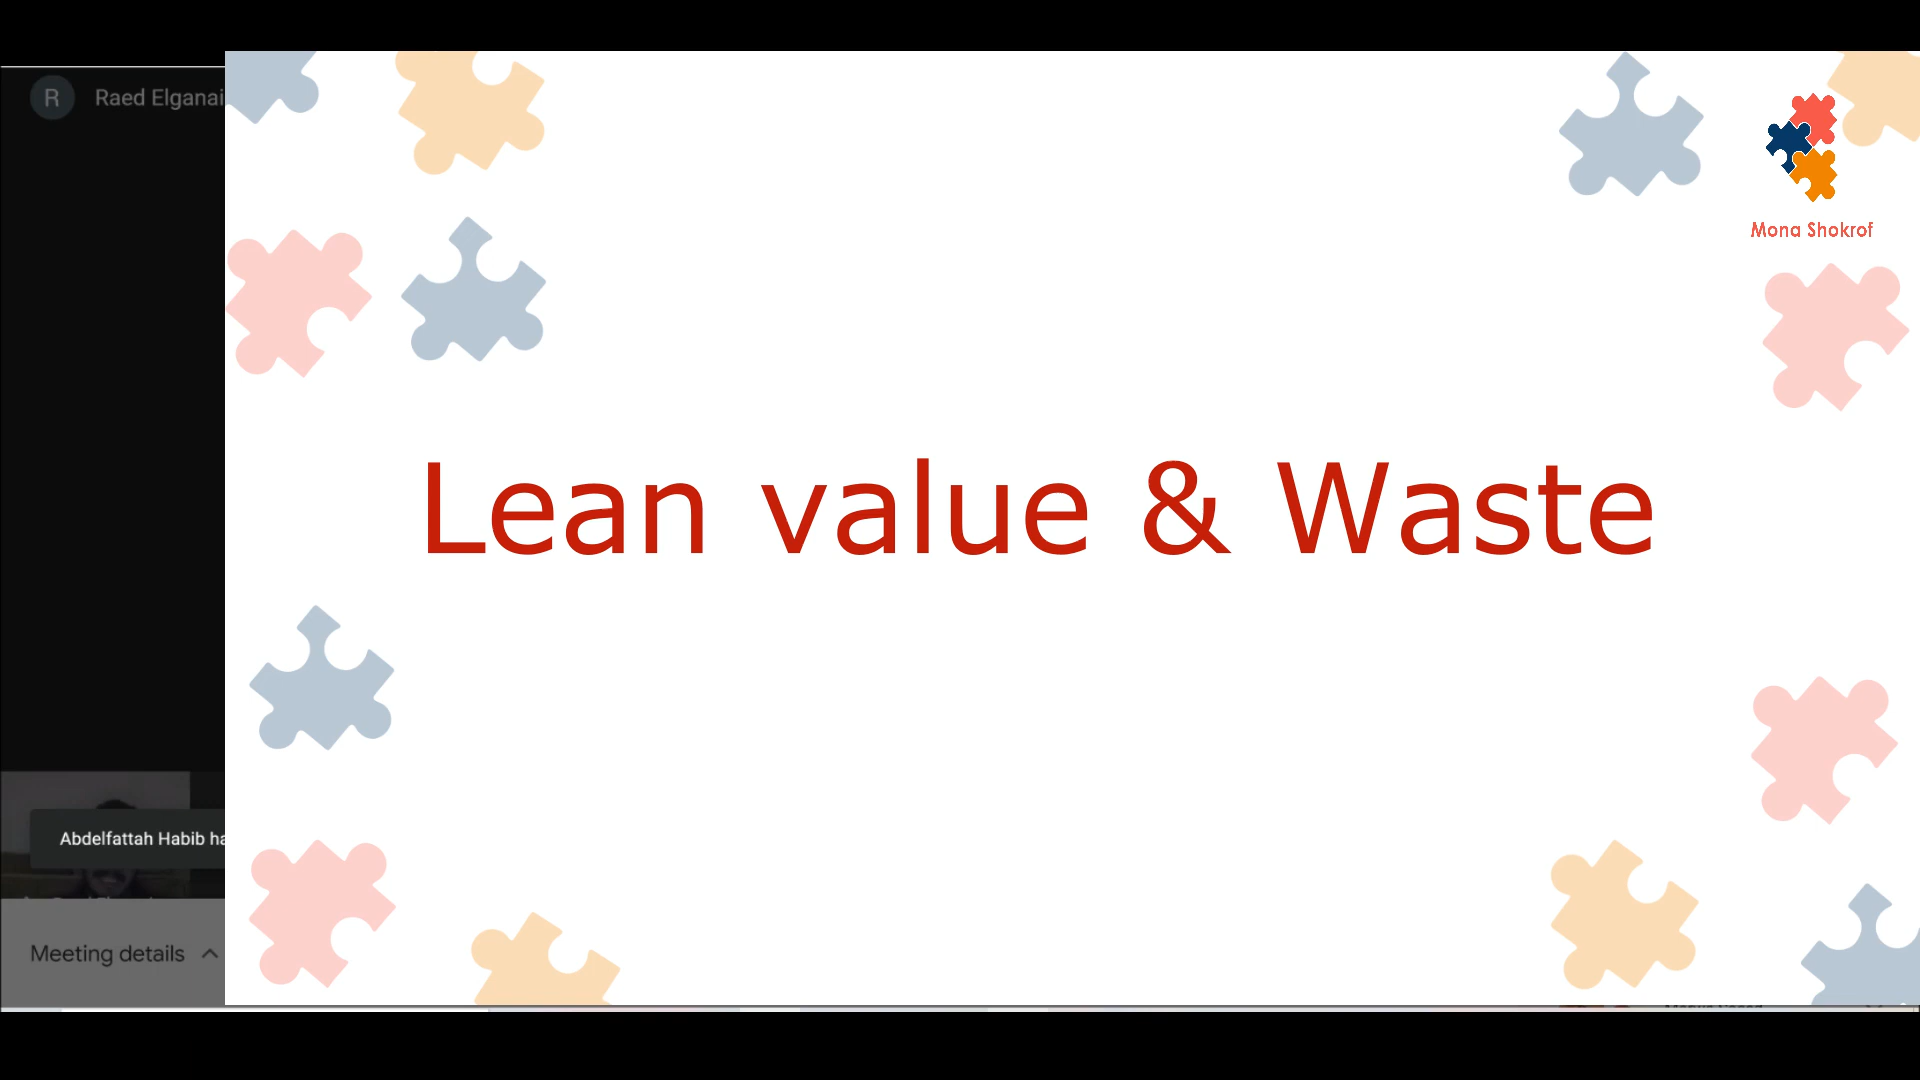 R
Raed Elganai
Mona Shokrof
Lean value & Waste
Abdelfattah Habib ha
Meeting details